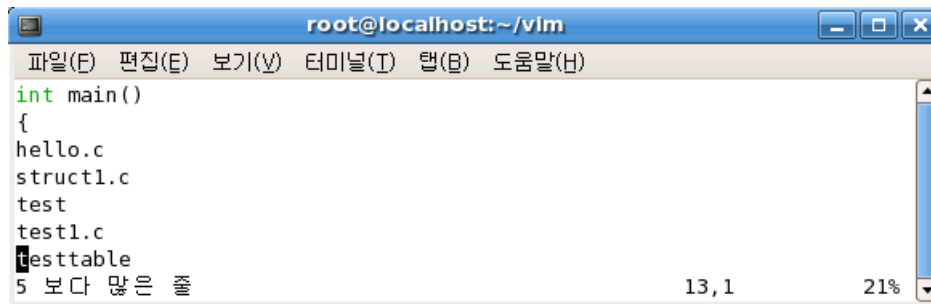 root@localhost:~/vim
파일(F) 편집(E) 보기(V) 터미널(T) 탭(B) 도움말(H)
int main()
{
hello.c
struct1.c
test
test1.c
testtable
5 보다 많은 줄 13,1 21%